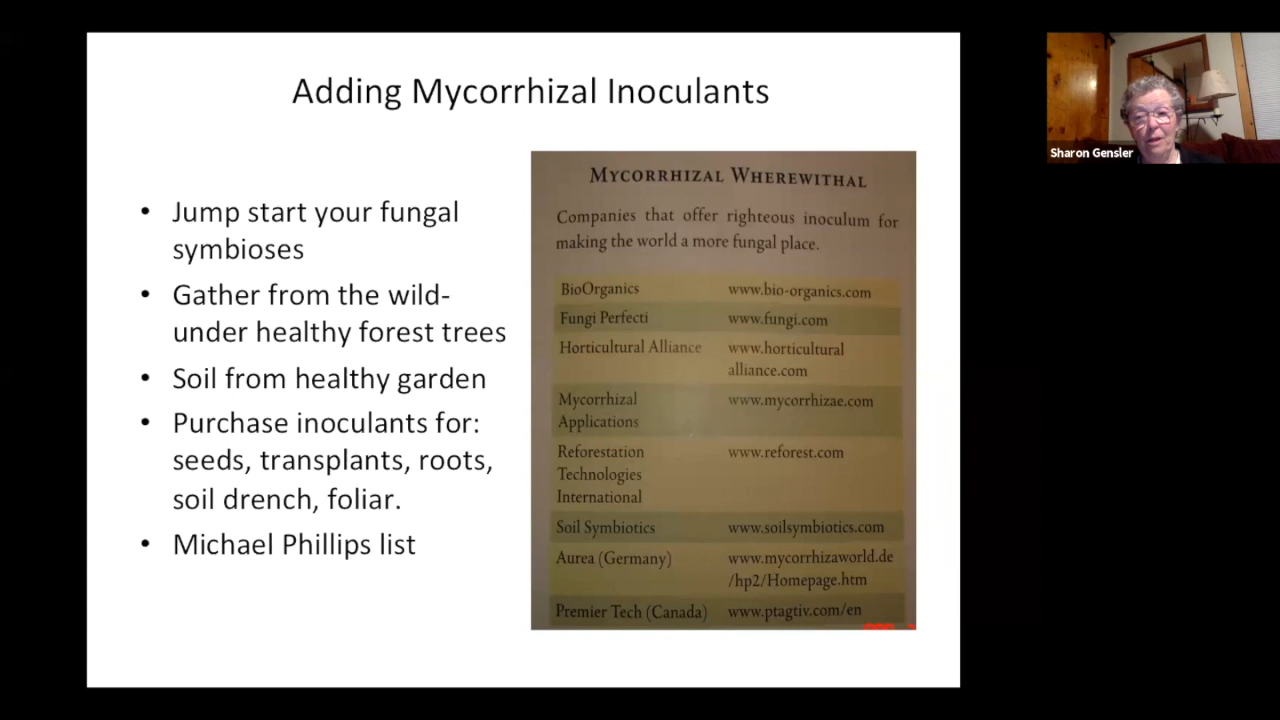 Adding Mycorrhizal Inoculants
• Jump start your fungal
symbioses
• Gather from the wild-
under healthy forest trees
• Soil from healthy garden
• Purchase inoculants for:
seeds, transplants, roots,
soil drench, foliar.
• Michael Phillips list
Mycorrhizal Wherewithal
Companies that offer righteous inoculum for
making the world a more fungal place.
BioOrganics www.bio-organics.com
Fungi Perfecti www.fungi.com
Horticultural Alliance www.horticultural
alliance.com
Mycorrhizal www.mycorrhizae.com
Applications
Reforestation www.reforest.com
Technologies
International
Soil Symbiotics www.soilsymbiotics.com
Aurea (Germany) www.mycorrhizaworld.de
/hp2/Homepage.htm
Premier Tech (Canada) www.ptagtiv.com/en
Sharon Gensler